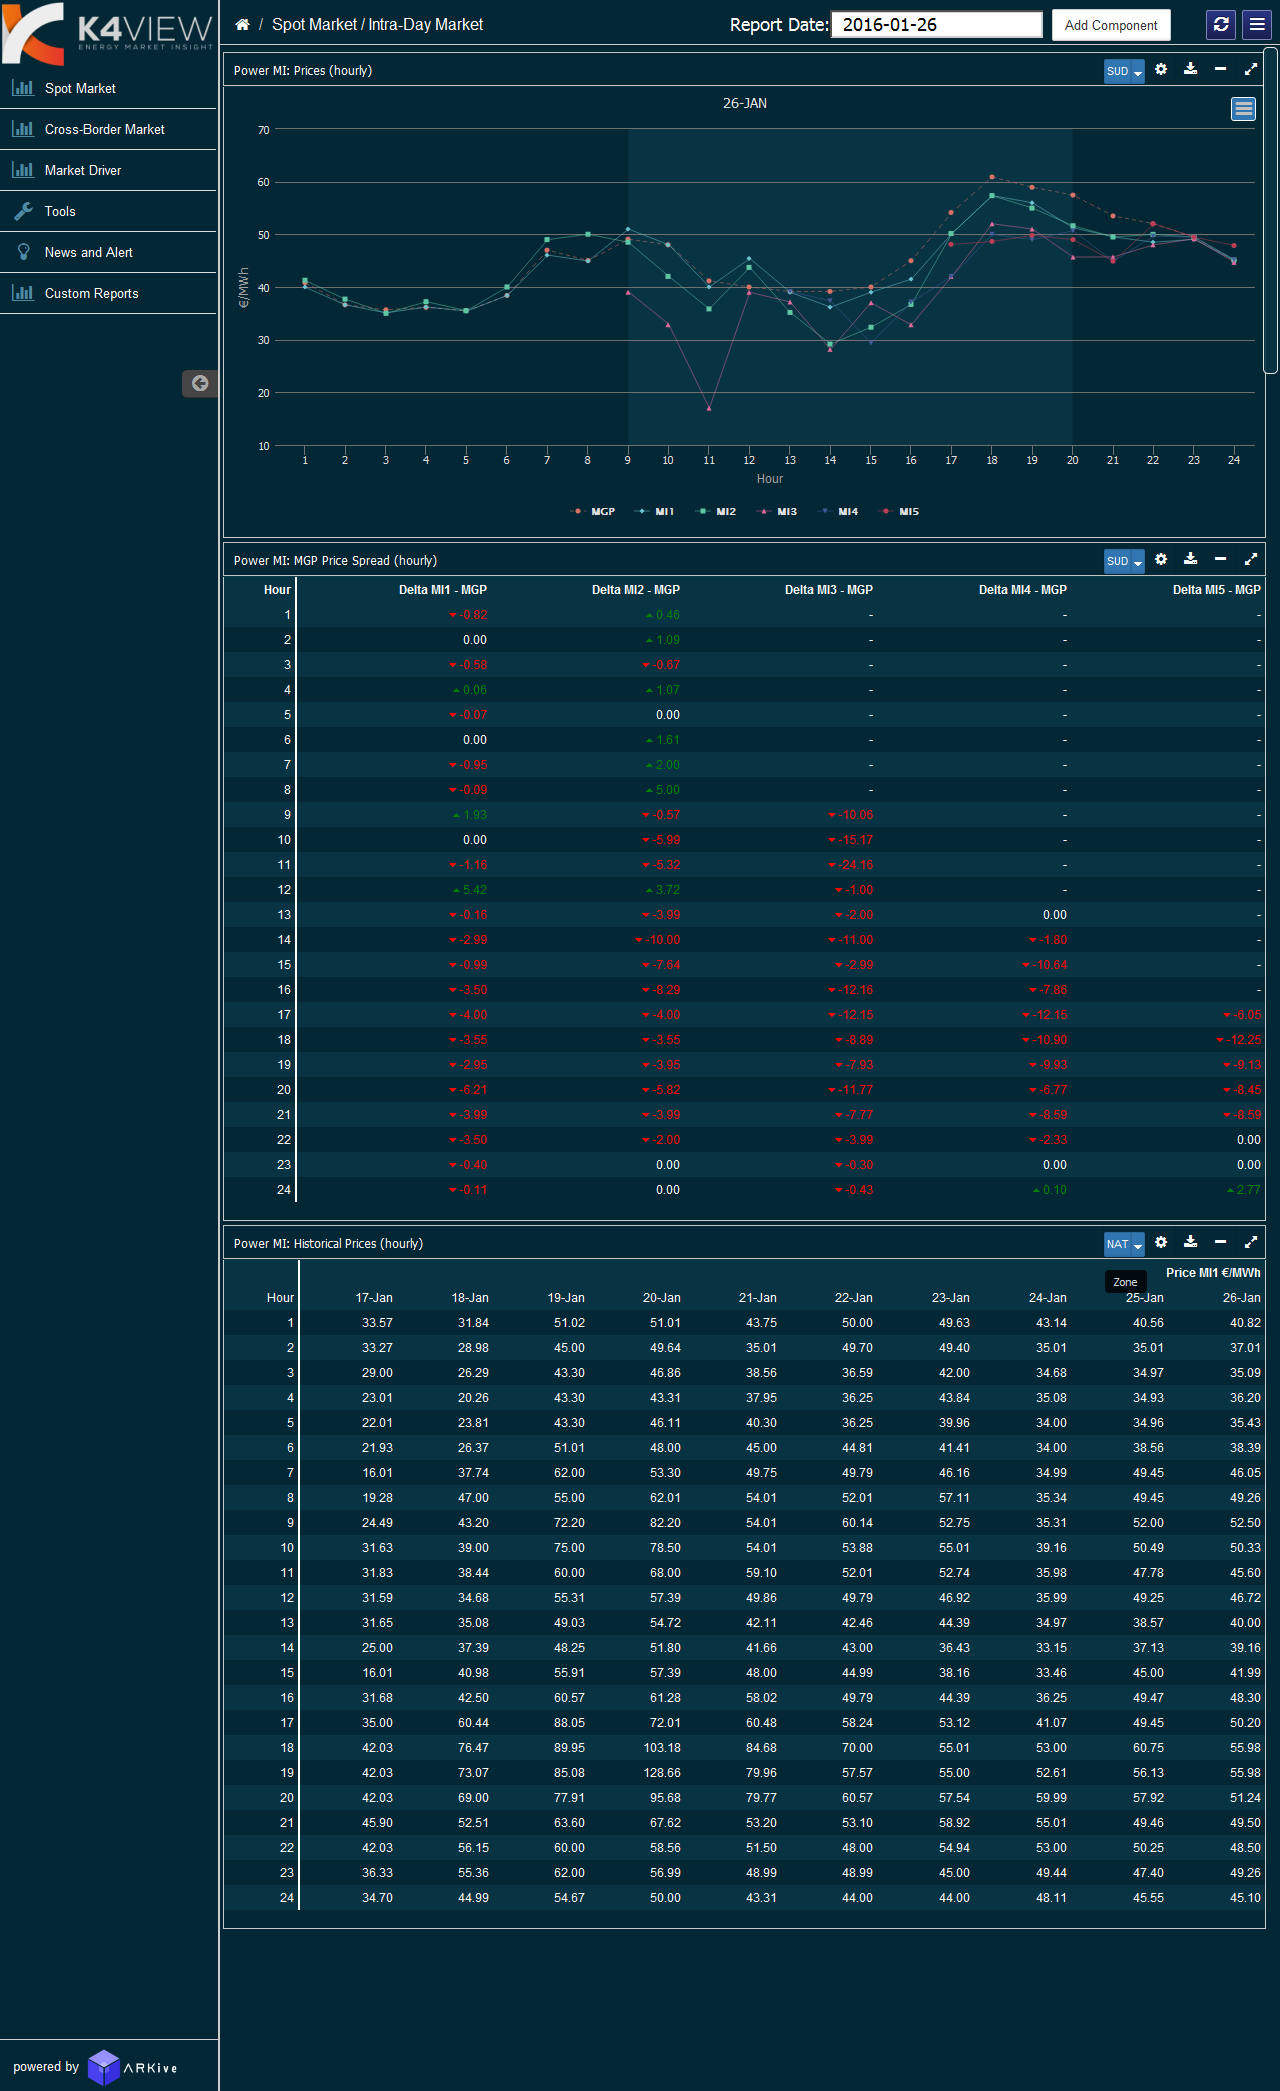 K4VIEW
ENERGY MARKET INSIGHT
/ Spot Market / Intra-Day Market
Report Date: 2016-01-26 Add Component
Spot Market
Cross-Border Market
Market Driver
Tools
News and Alert
Custom Reports
Power MI: Prices (hourly) SUD
26-JAN
€/MWh
70
60
50
40
30
20
10
1 2 3 4 5 6 7 8 9 10 11 12 13 14 15 16 17 18 19 20 21 22 23 24
Hour
MGP MI1 MI2 MI3 MI4 MI5
Power MI: MGP Price Spread (hourly) SUD
Hour Delta MI1 - MGP Delta MI2 - MGP Delta MI3 - MGP Delta MI4 - MGP Delta MI5 - MGP
1 -0.82 0.46 - - -
2 0.00 1.09 - - -
3 -0.58 -0.67 - - -
4 0.06 1.07 - - -
5 -0.07 0.00 - - -
6 0.00 1.61 - - -
7 -0.95 2.00 - - -
8 -0.09 5.00 - - -
9 1.93 -0.57 -10.06 - -
10 0.00 -5.99 -15.17 - -
11 -1.16 -5.32 -24.16 - -
12 5.42 3.72 -1.00 - -
13 -0.16 -3.99 -2.00 0.00 -
14 -2.99 -10.00 -11.00 -1.80 -
15 -0.99 -7.64 -2.99 -10.64 -
16 -3.50 -8.29 -12.16 -7.86 -
17 -4.00 -4.00 -12.15 -12.15 -6.05
18 -3.55 -3.55 -8.89 -10.90 -12.25
19 -2.95 -3.95 -7.93 -9.93 -9.13
20 -6.21 -5.82 -11.77 -6.77 -8.45
21 -3.99 -3.99 -7.77 -8.59 -8.59
22 -3.50 -2.00 -3.99 -2.33 0.00
23 -0.40 0.00 -0.30 0.00 0.00
24 -0.11 0.00 -0.43 0.10 2.77
Power MI: Historical Prices (hourly) NAT
Price MI1 €/MWh
Zone
Hour 17-Jan 18-Jan 19-Jan 20-Jan 21-Jan 22-Jan 23-Jan 24-Jan 25-Jan 26-Jan
1 33.57 31.84 51.02 51.01 43.75 50.00 49.63 43.14 40.56 40.82
2 33.27 28.98 45.00 49.64 35.01 49.70 49.40 35.01 35.01 37.01
3 29.00 26.29 43.30 46.86 38.56 36.59 42.00 34.68 34.97 35.09
4 23.01 20.26 43.30 43.31 37.95 36.25 43.84 35.08 34.93 36.20
5 22.01 23.81 43.30 46.11 40.30 36.25 39.96 34.00 34.96 35.43
6 21.93 26.37 51.01 48.00 45.00 44.81 41.41 34.00 38.56 38.39
7 16.01 37.74 62.00 53.30 49.75 49.79 46.16 34.99 49.45 46.05
8 19.28 47.00 55.00 62.01 54.01 52.01 57.11 35.34 49.45 49.26
9 24.49 43.20 72.20 82.20 54.01 60.14 52.75 35.31 52.00 52.50
10 31.63 39.00 75.00 78.50 54.01 53.88 55.01 39.16 50.49 50.33
11 31.83 38.44 60.00 68.00 59.10 52.01 52.74 35.98 47.78 45.60
12 31.59 34.68 55.31 57.39 49.86 49.79 46.92 35.99 49.25 46.72
13 31.65 35.08 49.03 54.72 42.11 42.46 44.39 34.97 38.57 40.00
14 25.00 37.39 48.25 51.80 41.66 43.00 36.43 33.15 37.13 39.16
15 16.01 40.98 55.91 57.39 48.00 44.99 38.16 33.46 45.00 41.99
16 31.68 42.50 60.57 61.28 58.02 49.79 44.39 36.25 49.47 48.30
17 35.00 60.44 88.05 72.01 60.48 58.24 53.12 41.07 49.45 50.20
18 42.03 76.47 89.95 103.18 84.68 70.00 55.01 53.00 60.75 55.98
19 42.03 73.07 85.08 128.66 79.96 57.57 55.00 52.61 56.13 55.98
20 42.03 69.00 77.91 95.68 79.77 60.57 57.54 59.99 57.92 51.24
21 45.90 52.51 63.60 67.62 53.20 53.10 58.92 55.01 49.46 49.50
22 42.03 56.15 60.00 58.56 51.50 48.00 54.94 53.00 50.25 48.50
23 36.33 55.36 62.00 56.99 48.99 48.99 45.00 49.44 47.40 49.26
24 34.70 44.99 54.67 50.00 43.31 44.00 44.00 48.11 45.55 45.10
powered by ARKive